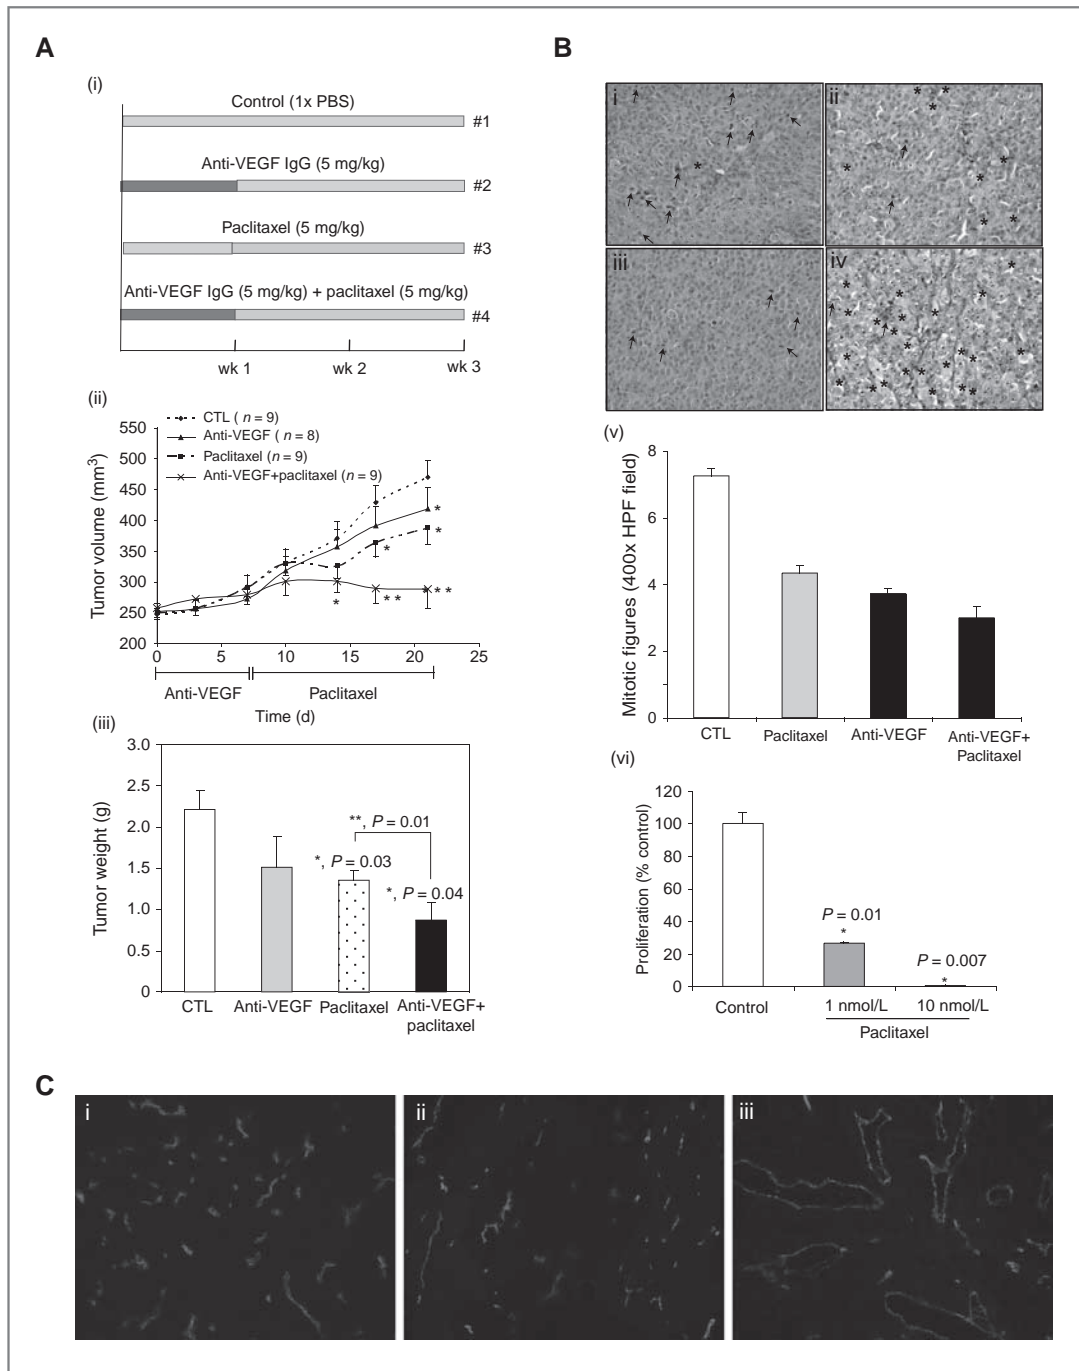 A
(i)
Control (1x PBS)
#1
Anti-VEGF IgG (5 mg/kg)
#2
Paclitaxel (5 mg/kg)
#3
Anti-VEGF IgG (5 mg/kg) + paclitaxel (5 mg/kg)
#4
wk 1 wk 2 wk 3
(ii)
CTL ( n = 9)
Anti-VEGF ( n = 8)
Paclitaxel (n = 9)
Anti-VEGF+paclitaxel (n = 9)
Tumor volume (mm³)
550
500
450
400
350
300
250
200
*
*
*
*
**
**
0 5 10 15 20 25
Anti-VEGF Paclitaxel
Time (d)
(iii)
Tumor weight (g)
3.0
2.5
2.0
1.5
1.0
0.5
0
**, P = 0.01
*, P = 0.03
*, P = 0.04
CTL Anti-VEGF Paclitaxel Anti-VEGF+
paclitaxel
B
i ii
iii iv
(v)
Mitotic figures (400x HPF field)
8
6
4
2
0
CTL Paclitaxel Anti-VEGF Anti-VEGF+
Paclitaxel
(vi)
Proliferation (% control)
120
100
80
60
40
20
0
P = 0.01
*
P = 0.007
*
Control 1 nmol/L 10 nmol/L
Paclitaxel
C
i ii iii